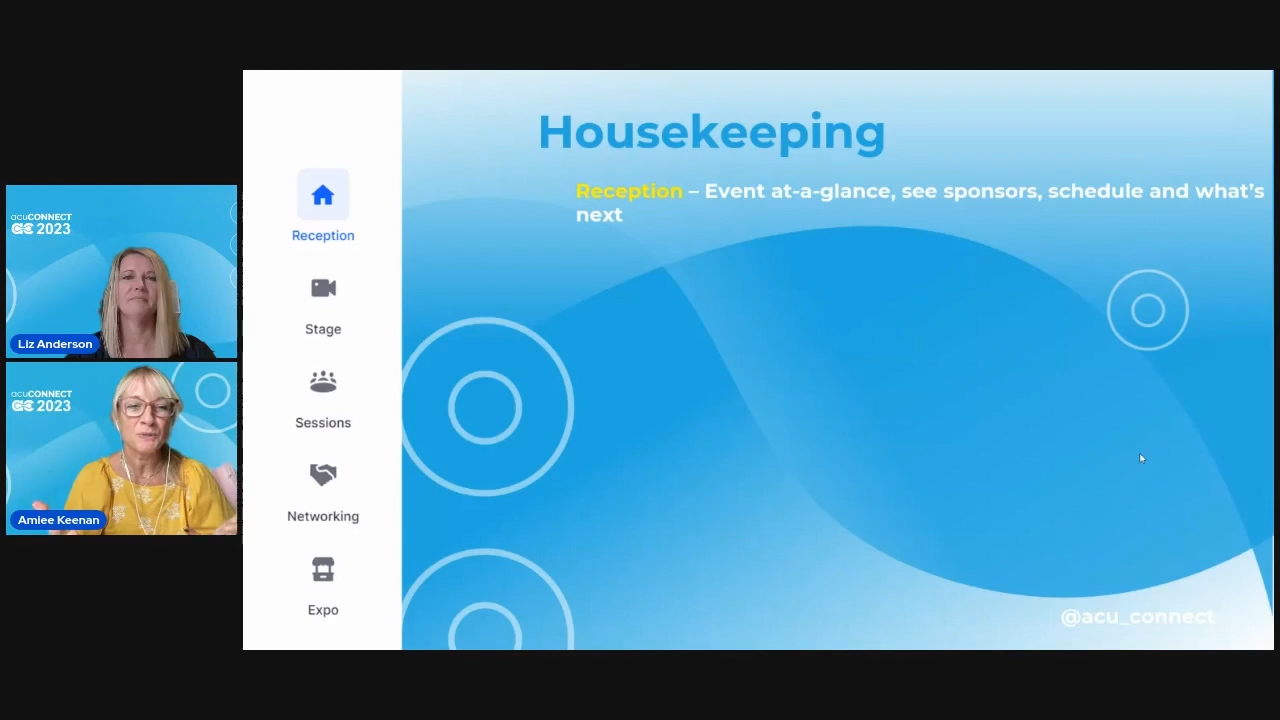 acuCONNECT
2023
Liz Anderson
acuCONNECT
2023
Amlee Keenan
Reception
Stage
Sessions
Networking
Expo
Housekeeping
Reception – Event at-a-glance, see sponsors, schedule and what's
next
@acu_connect